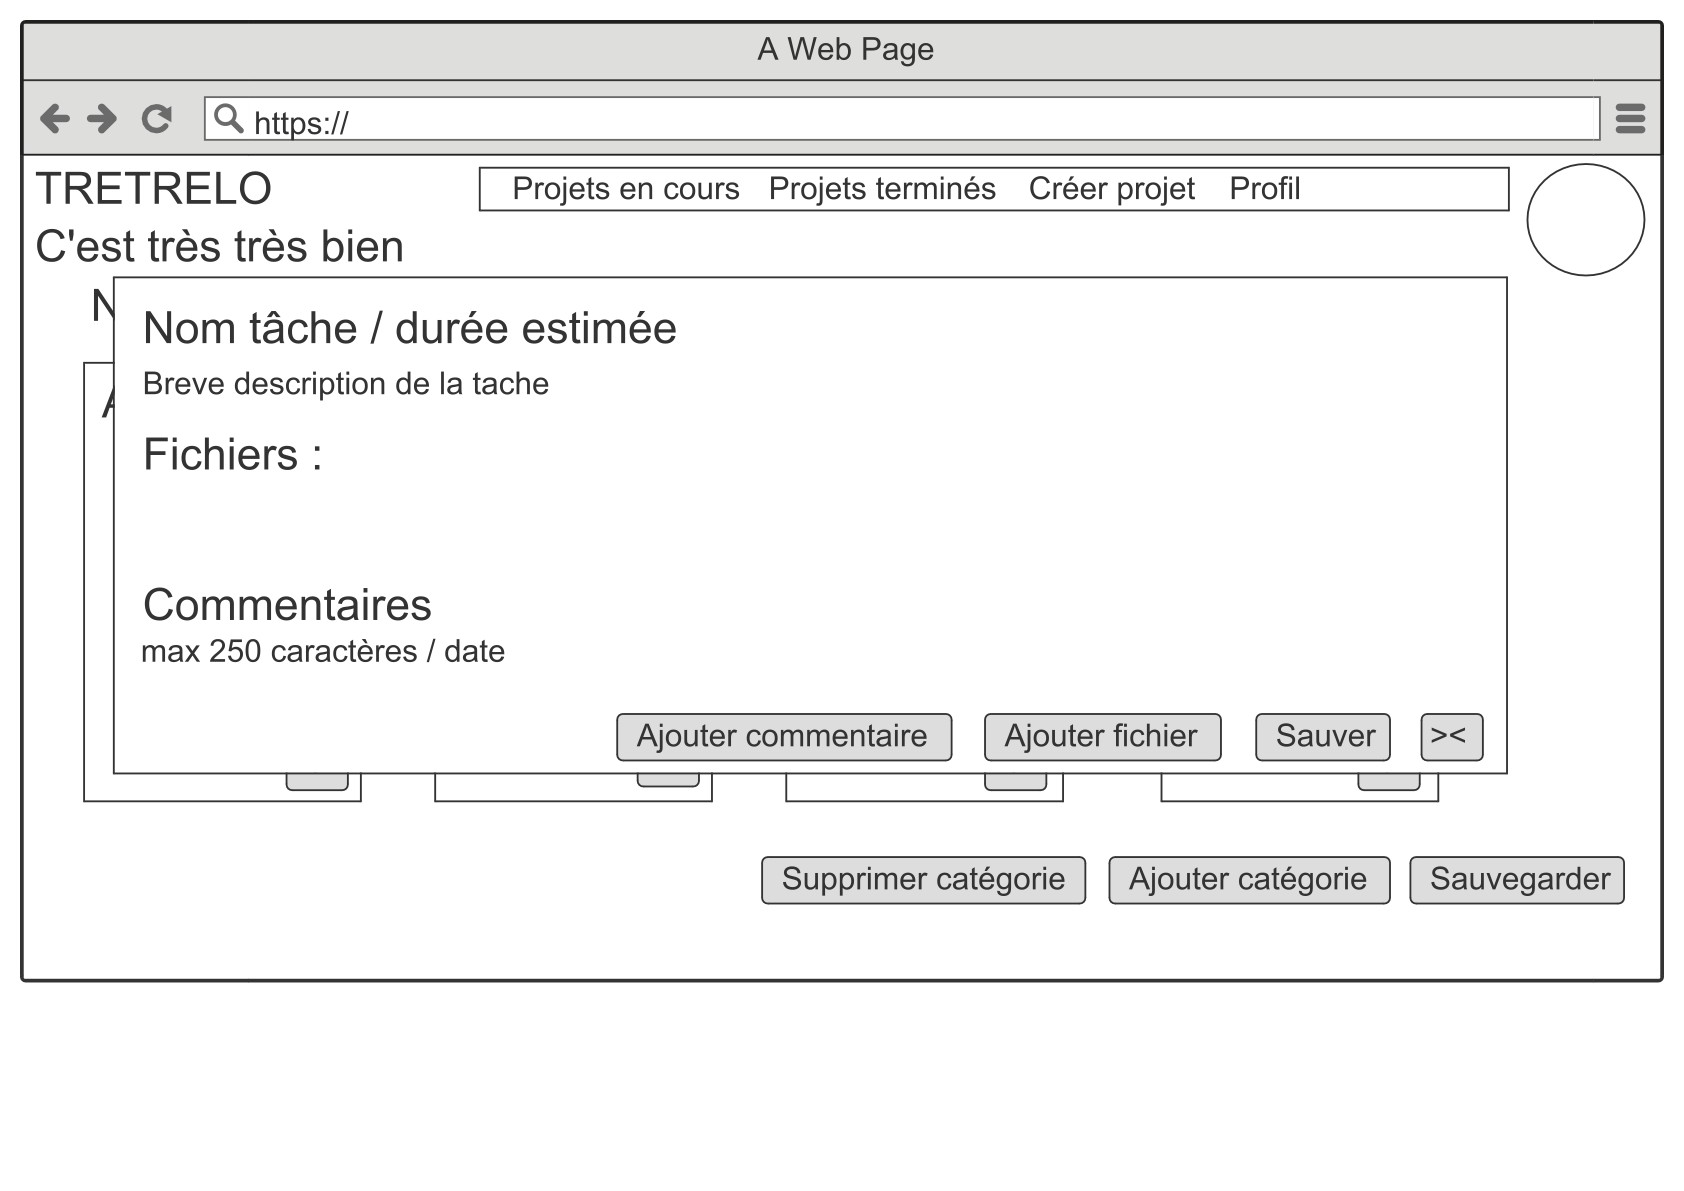 A Web Page
https://
TRETRELO
Projets en cours Projets terminés Créer projet Profil
C'est très très bien
Nom tâche / durée estimée
Breve description de la tache
Fichiers :
Commentaires
max 250 caractères / date
Ajouter commentaire Ajouter fichier Sauver ><
Supprimer catégorie Ajouter catégorie Sauvegarder